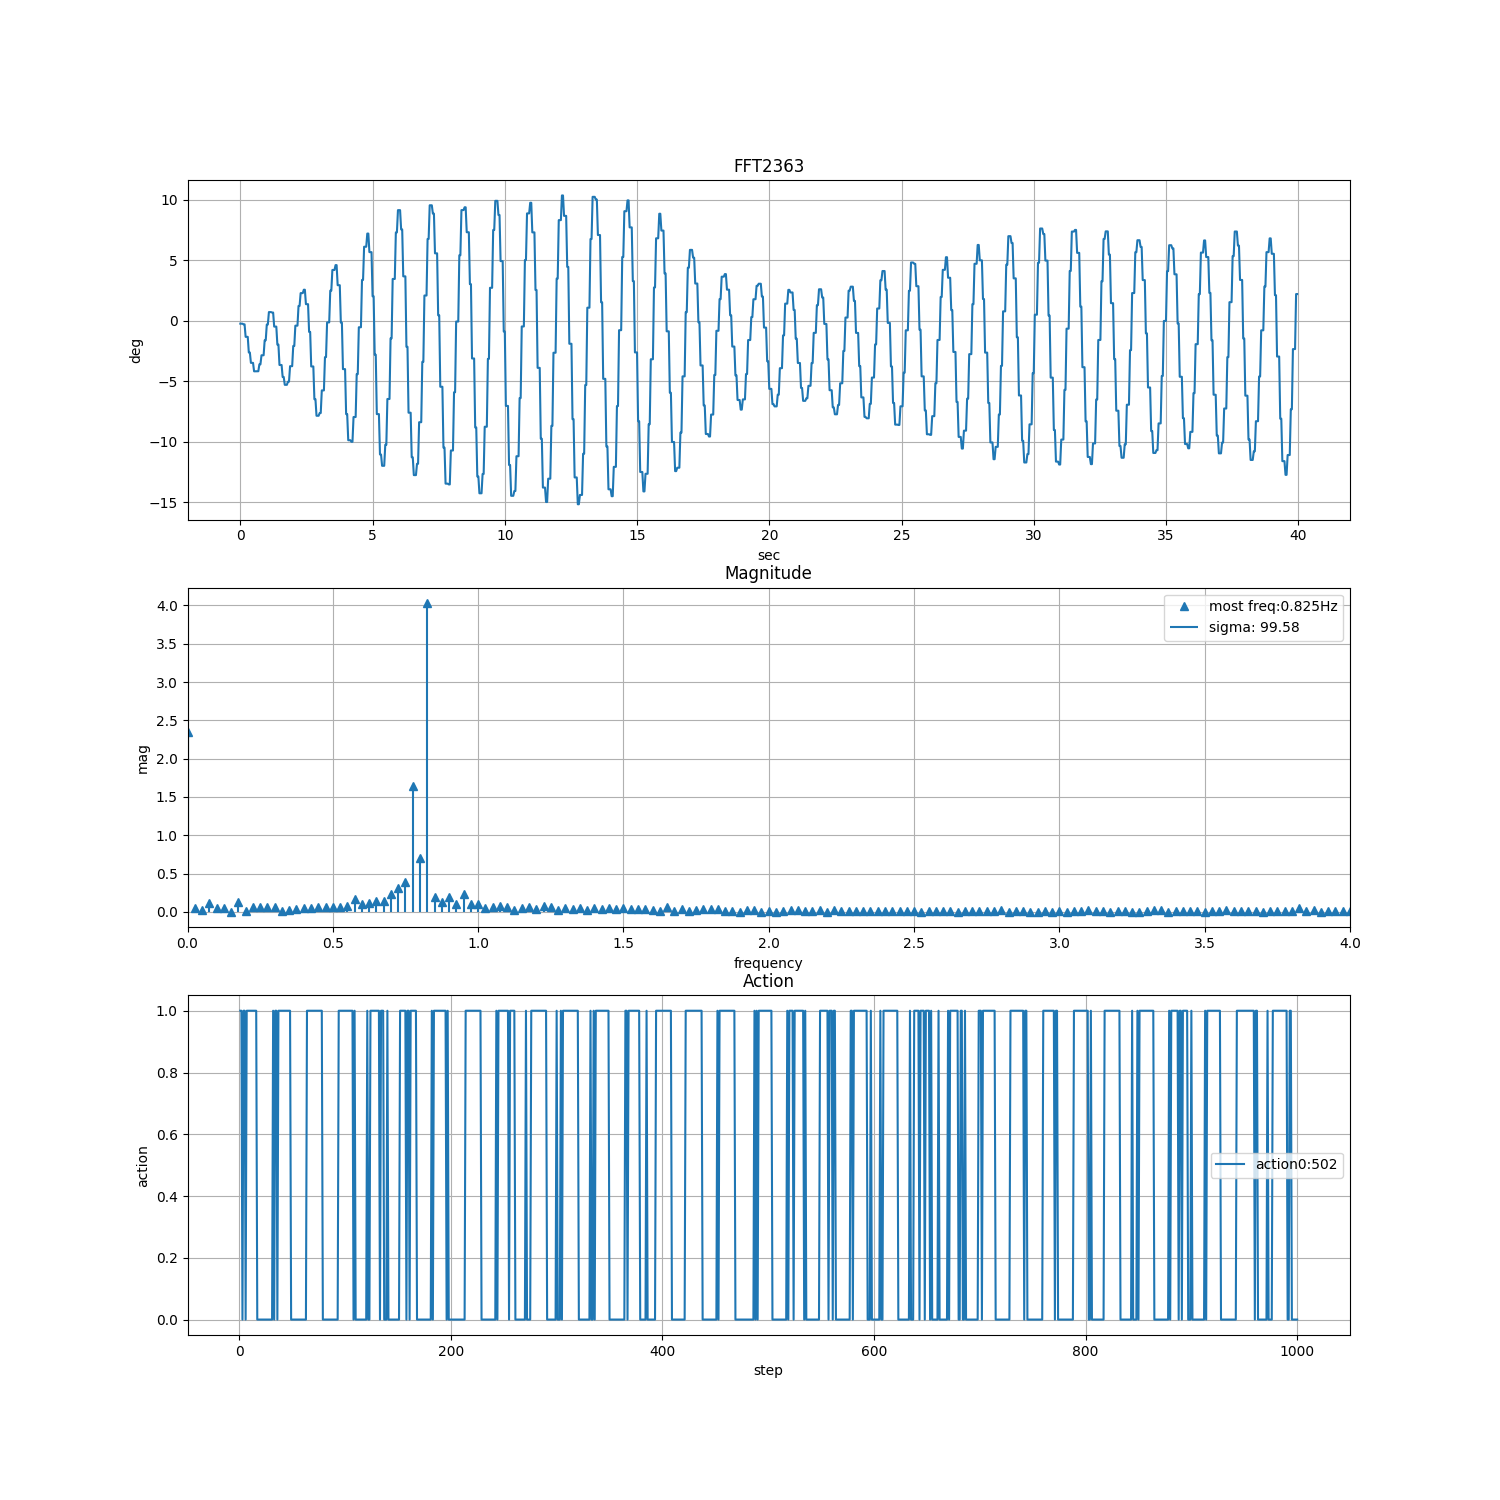 FFT2363
10
5
0
−5
−10
−15
deg
0 5 10 15 20 25 30 35 40
sec
Magnitude
4.0
3.5
3.0
2.5
2.0
1.5
1.0
0.5
0.0
mag
most freq:0.825Hz
sigma: 99.58
0.0 0.5 1.0 1.5 2.0 2.5 3.0 3.5 4.0
frequency
Action
1.0
0.8
0.6
0.4
0.2
0.0
action
action0:502
0 200 400 600 800 1000
step